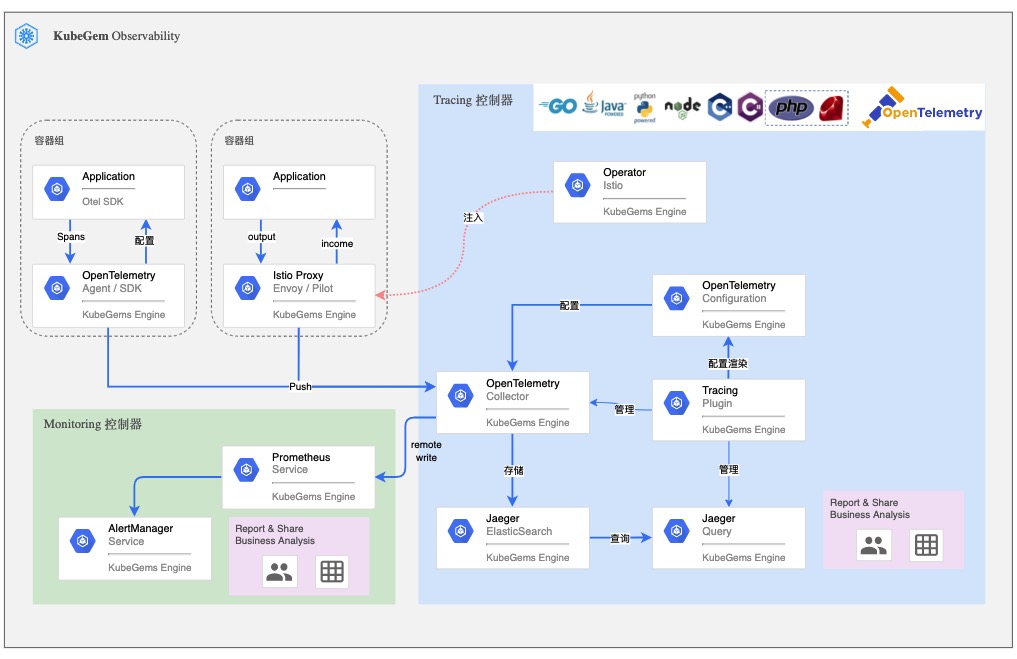 KubeGem Observability
Tracing 控制器
GO
Java
POWERED
python
powered
node
php
OpenTelemetry
容器组
Application
Otel SDK
Spans
配置
OpenTelemetry
Agent / SDK
KubeGems Engine
容器组
Application
output
income
Istio Proxy
Envoy / Pilot
KubeGems Engine
Operator
Istio
KubeGems Engine
注入
OpenTelemetry
Configuration
KubeGems Engine
配置
配置渲染
Push
OpenTelemetry
Collector
KubeGems Engine
管理
Tracing
Plugin
KubeGems Engine
remote
write
存储
管理
Monitoring 控制器
Prometheus
Service
KubeGems Engine
AlertManager
Service
KubeGems Engine
Report & Share
Business Analysis
Jaeger
ElasticSearch
KubeGems Engine
查询
Jaeger
Query
KubeGems Engine
Report & Share
Business Analysis